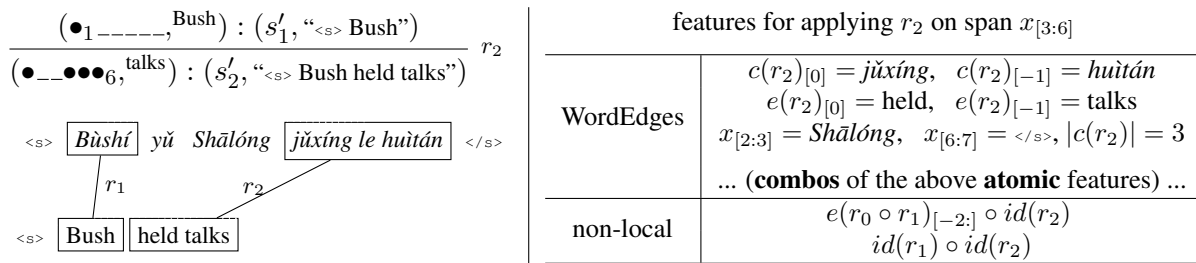 (●₁_____,ᴮᵘˢʰ) : (s′₁, “<s> Bush”)
(●__●●●₆,ᵗᵃˡᵏˢ) : (s′₂, “<s> Bush held talks”) r₂
<s> Bùshí yǔ Shālóng jǔxíng le huìtán </s>
r₁ r₂
<s> Bush held talks
features for applying r₂ on span x[3:6]
WordEdges
c(r₂)[0] = jǔxíng, c(r₂)[−1] = huìtán
e(r₂)[0] = held, e(r₂)[−1] = talks
x[2:3] = Shālóng, x[6:7] = </s>, |c(r₂)| = 3
... (combos of the above atomic features) ...
non-local
e(r₀ ∘ r₁)[−2:] ∘ id(r₂)
id(r₁) ∘ id(r₂)